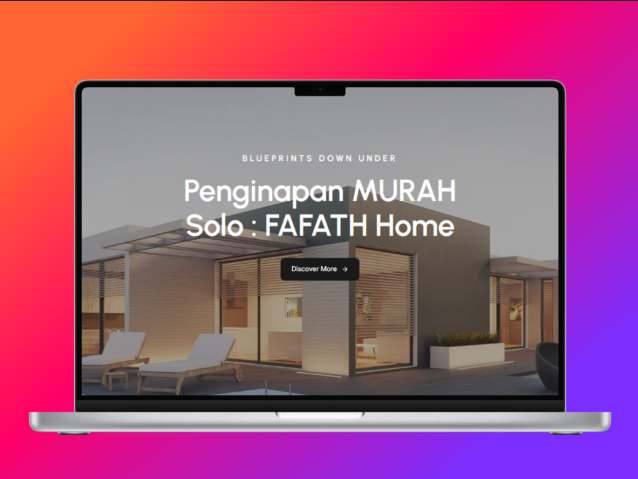 BLUEPRINTS DOWN UNDER
Penginapan MURAH
Solo : FAFATH Home
Discover More →